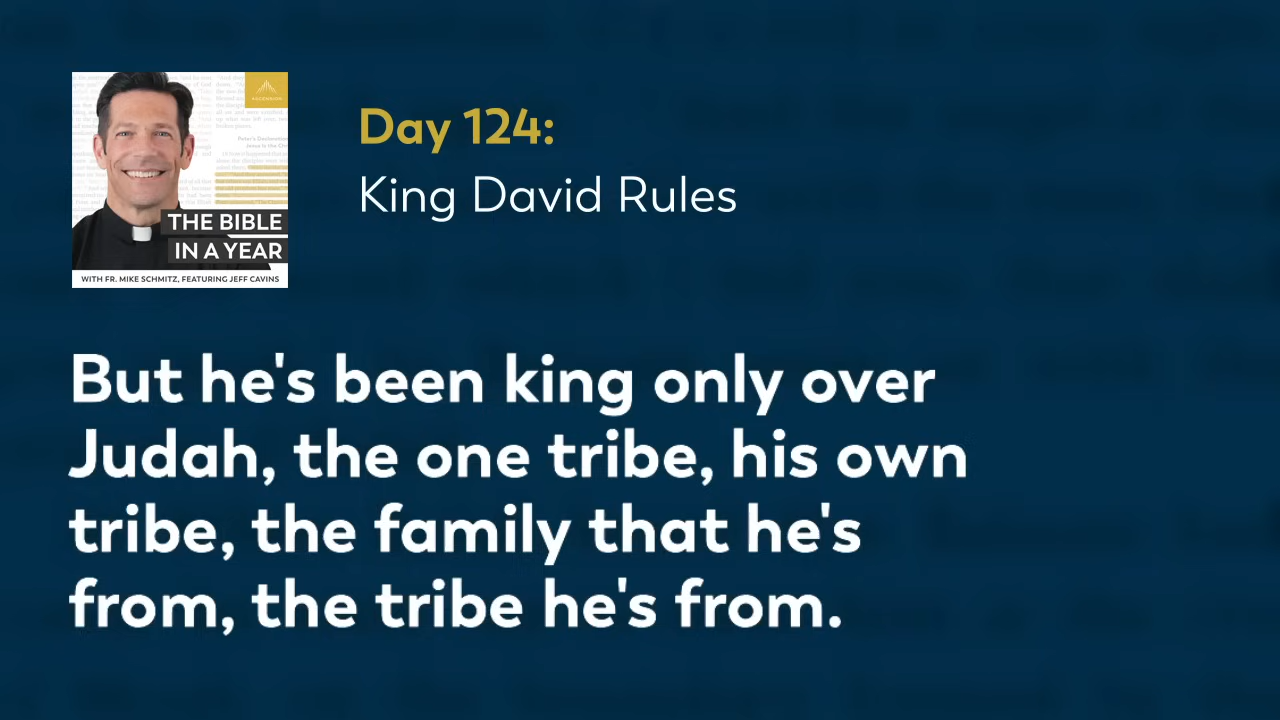 ASCENSION
Day 124:
King David Rules
THE BIBLE
IN A YEAR
WITH FR. MIKE SCHMITZ, FEATURING JEFF CAVINS
But he's been king only over
Judah, the one tribe, his own
tribe, the family that he's
from, the tribe he's from.